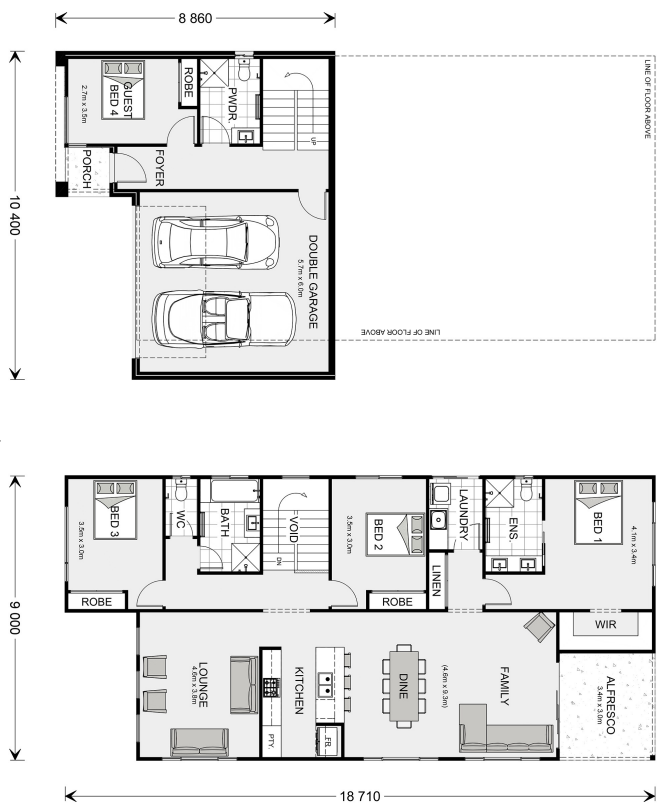 8 860
10 400
LINE OF FLOOR ABOVE
GUEST
BED 4
2.7m x 3.5m
ROBE
PWDR.
UP
PORCH
FOYER
DOUBLE GARAGE
5.7m x 6.0m
LINE OF FLOOR ABOVE
9 000
BED 3
3.5m x 3.0m
WC
BATH
VOID
DN
BED 2
3.5m x 3.0m
LAUNDRY
ENS.
BED 1
4.1m x 3.4m
ROBE
ROBE
LINEN
WIR
LOUNGE
4.6m x 3.8m
KITCHEN
PTY.
FR.
DINE
(4.6m x 9.3m)
FAMILY
ALFRESCO
3.4m x 3.0m
18 710